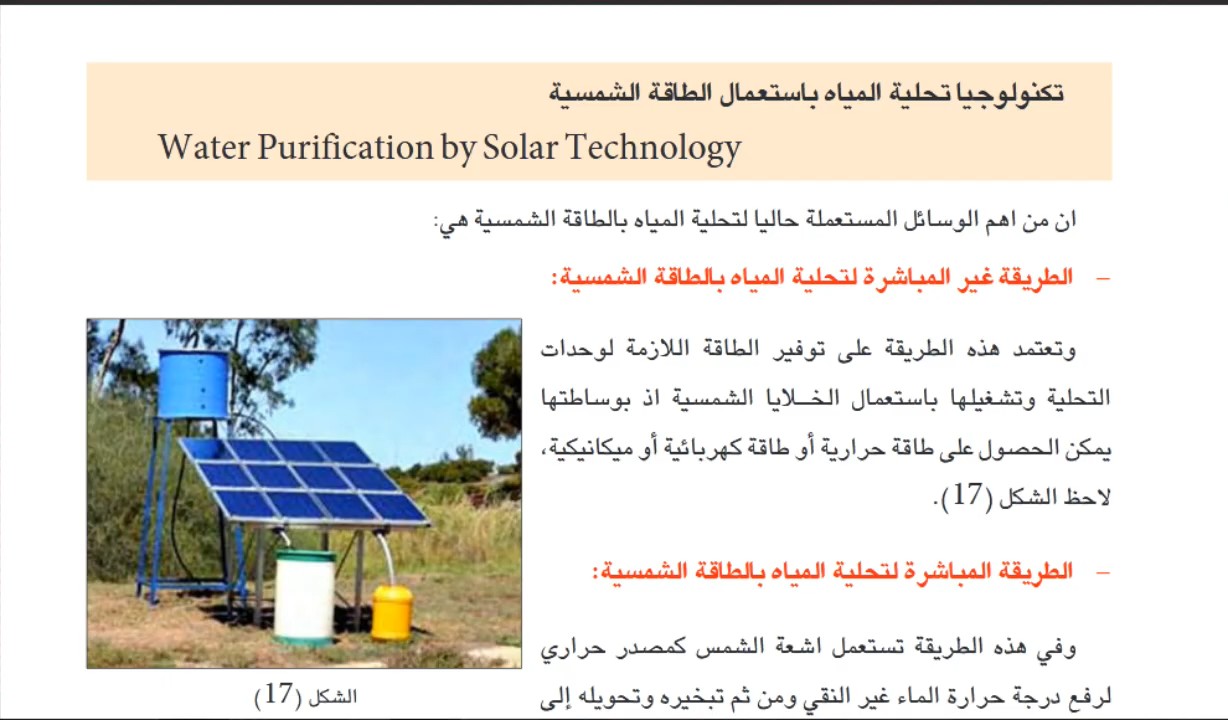 تكنولوجيا تحلية المياه باستعمال الطاقة الشمسية
Water Purification by Solar Technology
ان من اهم الوسائل المستعملة حاليا لتحلية المياه بالطاقة الشمسية هي:
– الطريقة غير المباشرة لتحلية المياه بالطاقة الشمسية:
وتعتمد هذه الطريقة على توفير الطاقة اللازمة لوحدات
التحلية وتشغيلها باستعمال الخلايا الشمسية اذ بوساطتها
يمكن الحصول على طاقة حرارية أو طاقة كهربائية أو ميكانيكية،
لاحظ الشكل (17).
– الطريقة المباشرة لتحلية المياه بالطاقة الشمسية:
وفي هذه الطريقة تستعمل اشعة الشمس كمصدر حراري
لرفع درجة حرارة الماء غير النقي ومن ثم تبخيره وتحويله إلى
الشكل (17)